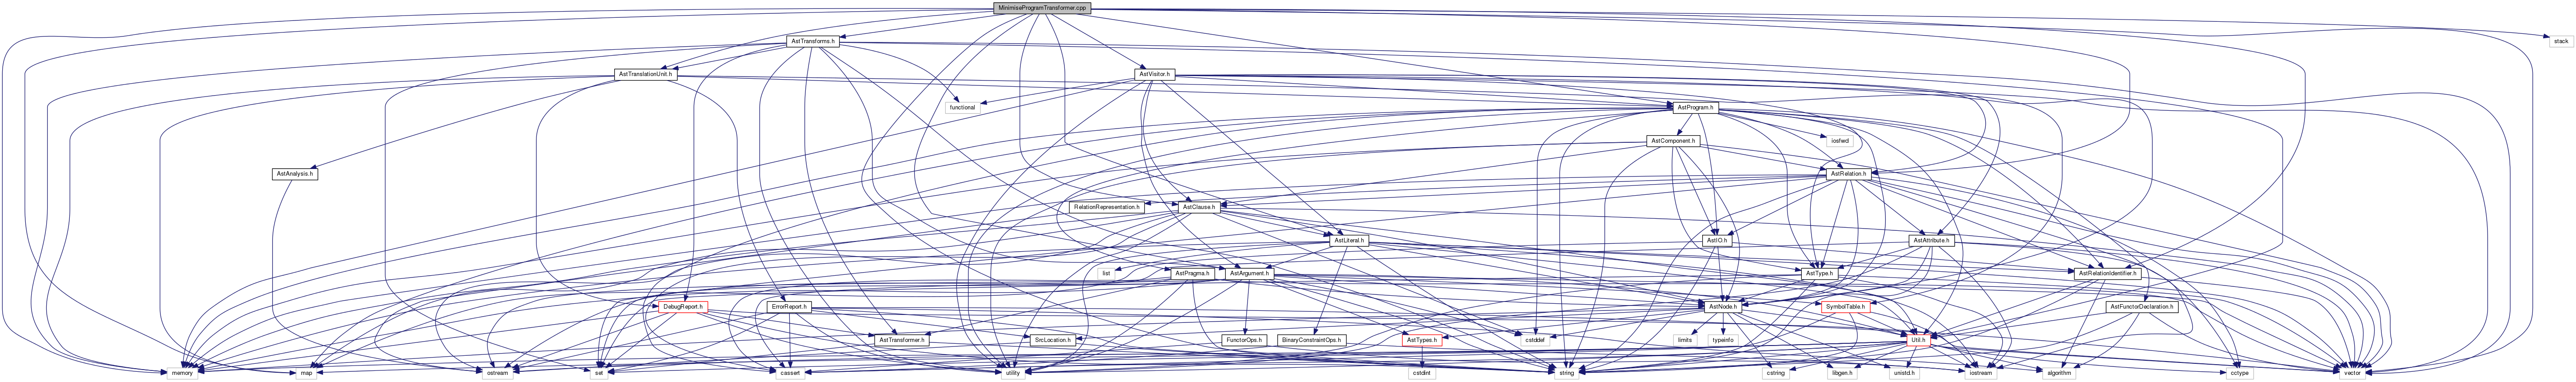 MinimiseProgramTransformer.cpp
AstTransforms.h
stack
AstTranslationUnit.h
AstVisitor.h
functional
AstProgram.h
AstComponent.h
iosfwd
AstAnalysis.h
AstRelation.h
RelationRepresentation.h
AstClause.h
AstLiteral.h
AstIO.h
AstAttribute.h
list
AstPragma.h
AstArgument.h
AstType.h
AstRelationIdentifier.h
DebugReport.h
ErrorReport.h
AstNode.h
SymbolTable.h
AstFunctorDeclaration.h
AstTransformer.h
SrcLocation.h
FunctorOps.h
BinaryConstraintOps.h
AstTypes.h
cstddef
limits
typeinfo
Util.h
memory
map
ostream
set
cassert
utility
string
cstdint
cstring
libgen.h
unistd.h
iostream
algorithm
cctype
vector